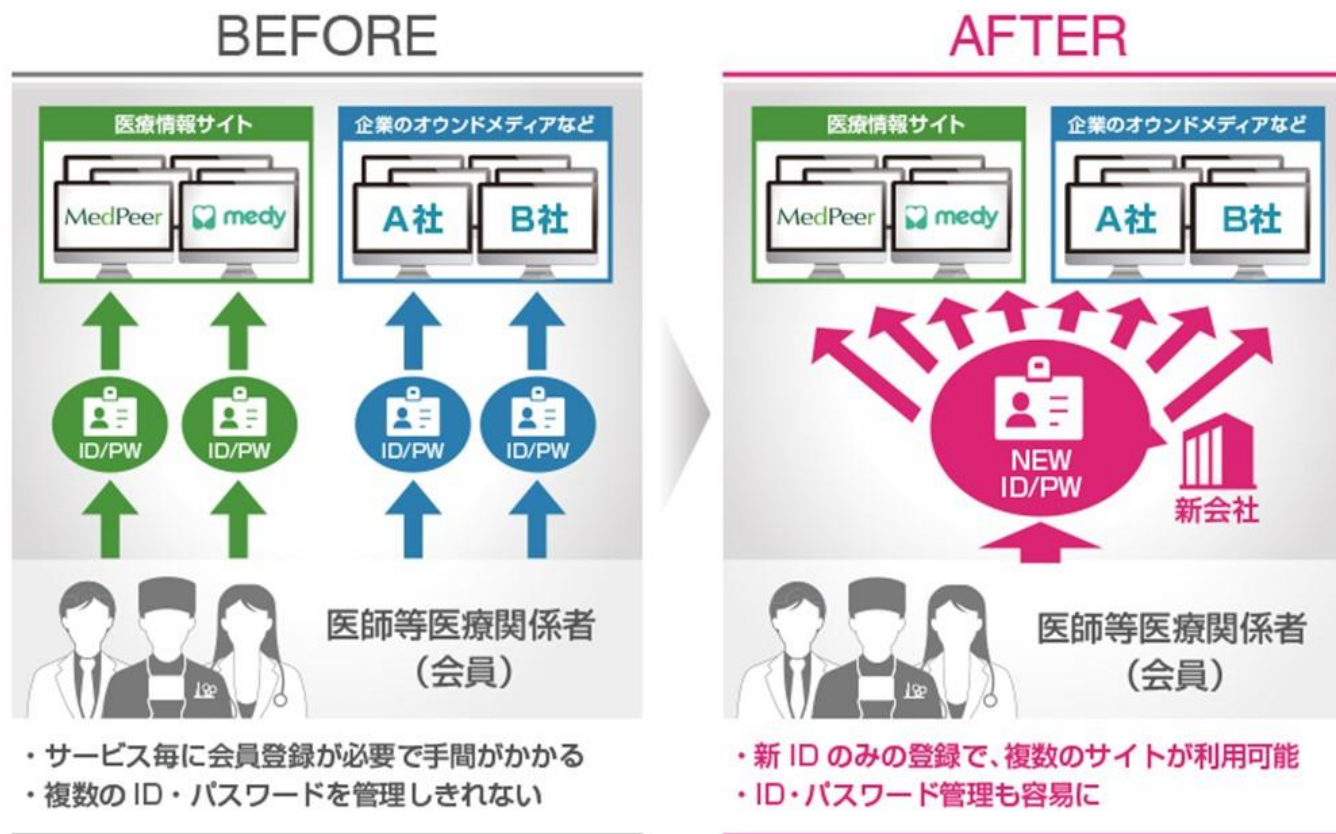 BEFORE
医療情報サイト
企業のオウンドメディアなど
MedPeer
medy
A社
B社
ID/PW
ID/PW
ID/PW
ID/PW
医師等医療関係者
（会員）
・サービス毎に会員登録が必要で手間がかかる
・複数の ID・パスワードを管理しきれない
AFTER
医療情報サイト
企業のオウンドメディアなど
MedPeer
medy
A社
B社
NEW
ID/PW
新会社
医師等医療関係者
（会員）
・新 ID のみの登録で、複数のサイトが利用可能
・ID・パスワード管理も容易に